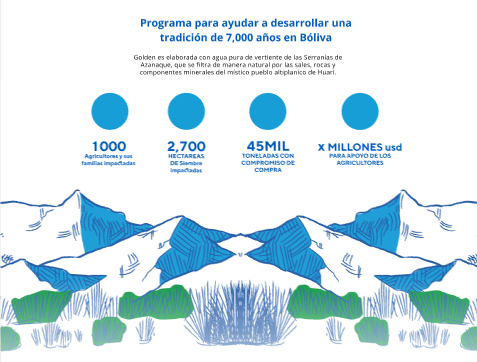 Programa para ayudar a desarrollar una
tradición de 7,000 años en Bóliva
Golden es elaborada con agua pura de vertiente de las Serranías de
Azanaque, que se filtra de manera natural por las sales, rocas y
componentes minerales del místico pueblo altiplanico de Huari.
1000
Agricultores y sus
familias impactadas
2,700
HECTAREAS
DE Siembre
impactadas
45MIL
TONELADAS CON
COMPROMISO DE
COMPRA
X MILLONES usd
PARA APOYO DE LOS
AGRICULTORES